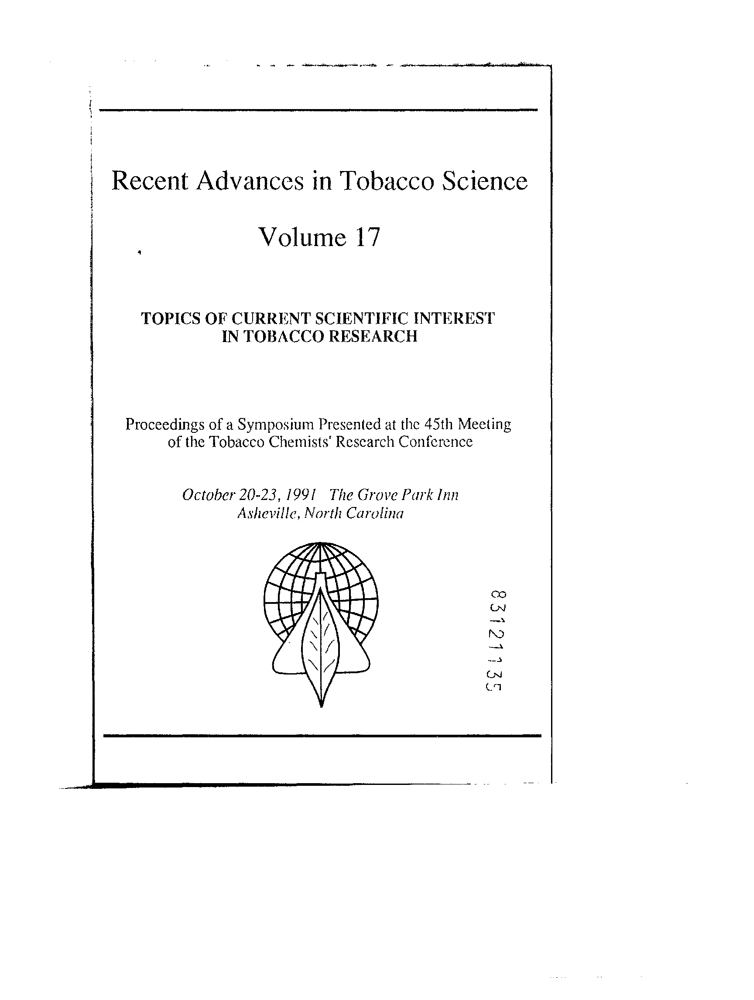 Recent Advances in Tobacco Science
Volume 17
TOPICS OF CURRENT SCIENTIFIC INTEREST
IN TOBACCO RESEARCH
Proceedings of a Symposium Presented at the 45th Meeting
of the Tobacco Chemists' Research Conference
October 20-23, 1991 The Grove Park Inn
Asheville, North Carolina
83121135